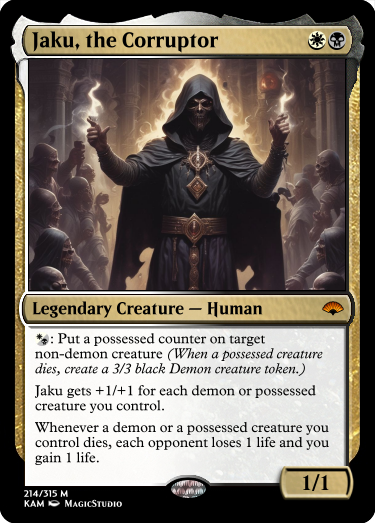 Jaku, the Corruptor
Legendary Creature — Human
: Put a possessed counter on target
non-demon creature (When a possessed creature
dies, create a 3/3 black Demon creature token.)
Jaku gets +1/+1 for each demon or possessed
creature you control.
Whenever a demon or a possessed creature you
control dies, each opponent loses 1 life and you
gain 1 life.
1/1
214/315 M
KAM MagicStudio